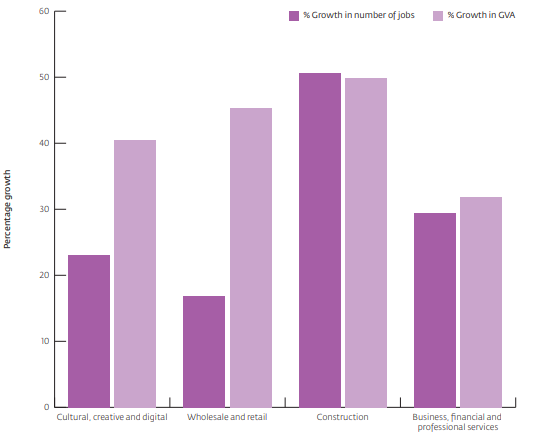 60
% Growth in number of jobs
% Growth in GVA
50
40
30
20
10
0
Percentage growth
Cultural, creative and digital
Wholesale and retail
Construction
Business, financial and
professional services